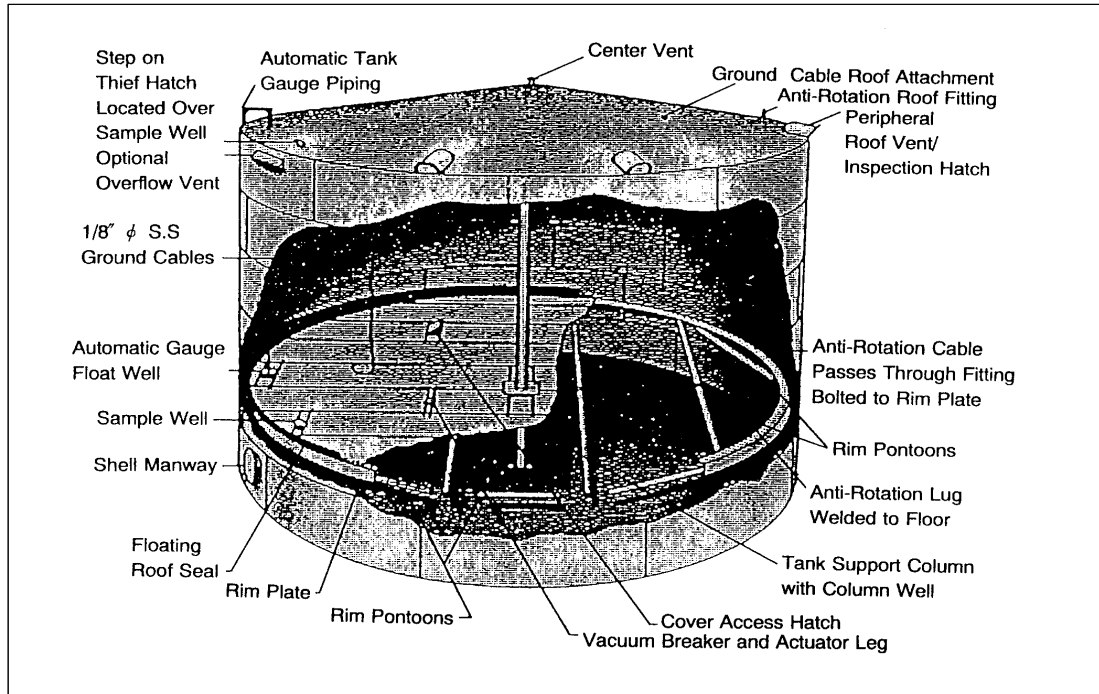 Center Vent
Step on
Thief Hatch
Located Over
Sample Well
Automatic Tank
Gauge Piping
Ground Cable Roof Attachment
Anti-Rotation Roof Fitting
Peripheral
Roof Vent/
Inspection Hatch
Optional
Overflow Vent
1/8" ϕ S.S
Ground Cables
Automatic Gauge
Float Well
Sample Well
Shell Manway
Anti-Rotation Cable
Passes Through Fitting
Bolted to Rim Plate
Rim Pontoons
Anti-Rotation Lug
Welded to Floor
Floating
Roof Seal
Rim Plate
Rim Pontoons
Tank Support Column
with Column Well
Cover Access Hatch
Vacuum Breaker and Actuator Leg